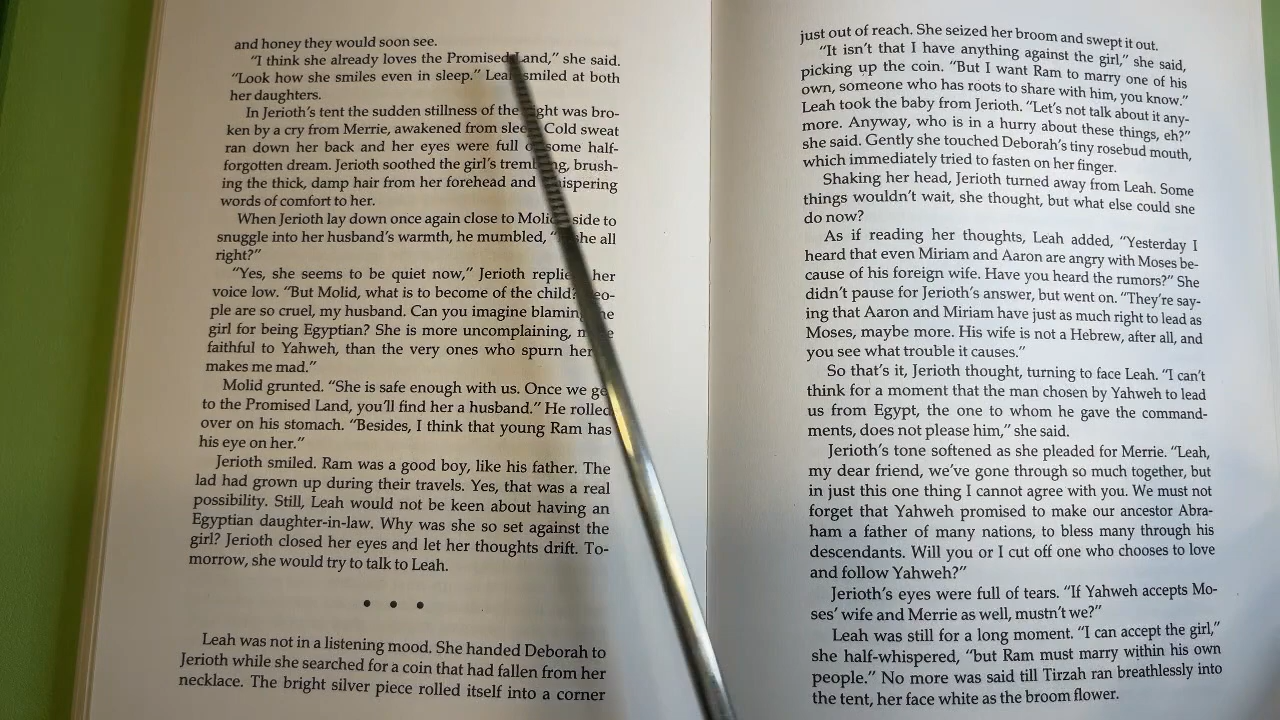 and honey they would soon see.
"I think she already loves the Promised Land," she said.
"Look how she smiles even in sleep." Leah smiled at both
her daughters.
In Jerioth's tent the sudden stillness of the night was bro-
ken by a cry from Merrie, awakened from sleep. Cold sweat
ran down her back and her eyes were full of some half-
forgotten dream. Jerioth soothed the girl's trembling, brush-
ing the thick, damp hair from her forehead and whispering
words of comfort to her.
When Jerioth lay down once again close to Molid's side to
snuggle into her husband's warmth, he mumbled, "Is she all
right?"
"Yes, she seems to be quiet now," Jerioth replied, her
voice low. "But Molid, what is to become of the child? Peo-
ple are so cruel, my husband. Can you imagine blaming the
girl for being Egyptian? She is more uncomplaining, more
faithful to Yahweh, than the very ones who spurn her
makes me mad."
Molid grunted. "She is safe enough with us. Once we get
to the Promised Land, you'll find her a husband." He rolled
over on his stomach. "Besides, I think that young Ram has
his eye on her."
Jerioth smiled. Ram was a good boy, like his father. The
lad had grown up during their travels. Yes, that was a real
possibility. Still, Leah would not be keen about having an
Egyptian daughter-in-law. Why was she so set against the
girl? Jerioth closed her eyes and let her thoughts drift. To-
morrow, she would try to talk to Leah.
• • •
Leah was not in a listening mood. She handed Deborah to
Jerioth while she searched for a coin that had fallen from her
necklace. The bright silver piece rolled itself into a corner
just out of reach. She seized her broom and swept it out.
"It isn't that I have anything against the girl," she said,
picking up the coin. "But I want Ram to marry one of his
own, someone who has roots to share with him, you know."
Leah took the baby from Jerioth. "Let's not talk about it any-
more. Anyway, who is in a hurry about these things, eh?"
she said. Gently she touched Deborah's tiny rosebud mouth,
which immediately tried to fasten on her finger.
Shaking her head, Jerioth turned away from Leah. Some
things wouldn't wait, she thought, but what else could she
do now?
As if reading her thoughts, Leah added, "Yesterday I
heard that even Miriam and Aaron are angry with Moses be-
cause of his foreign wife. Have you heard the rumors?" She
didn't pause for Jerioth's answer, but went on. "They're say-
ing that Aaron and Miriam have just as much right to lead as
Moses, maybe more. His wife is not a Hebrew, after all, and
you see what trouble it causes."
So that's it, Jerioth thought, turning to face Leah. "I can't
think for a moment that the man chosen by Yahweh to lead
us from Egypt, the one to whom he gave the command-
ments, does not please him," she said.
Jerioth's tone softened as she pleaded for Merrie. "Leah,
my dear friend, we've gone through so much together, but
in just this one thing I cannot agree with you. We must not
forget that Yahweh promised to make our ancestor Abra-
ham a father of many nations, to bless many through his
descendants. Will you or I cut off one who chooses to love
and follow Yahweh?"
Jerioth's eyes were full of tears. "If Yahweh accepts Mo-
ses' wife and Merrie as well, mustn't we?"
Leah was still for a long moment. "I can accept the girl,"
she half-whispered, "but Ram must marry within his own
people." No more was said till Tirzah ran breathlessly into
the tent, her face white as the broom flower.